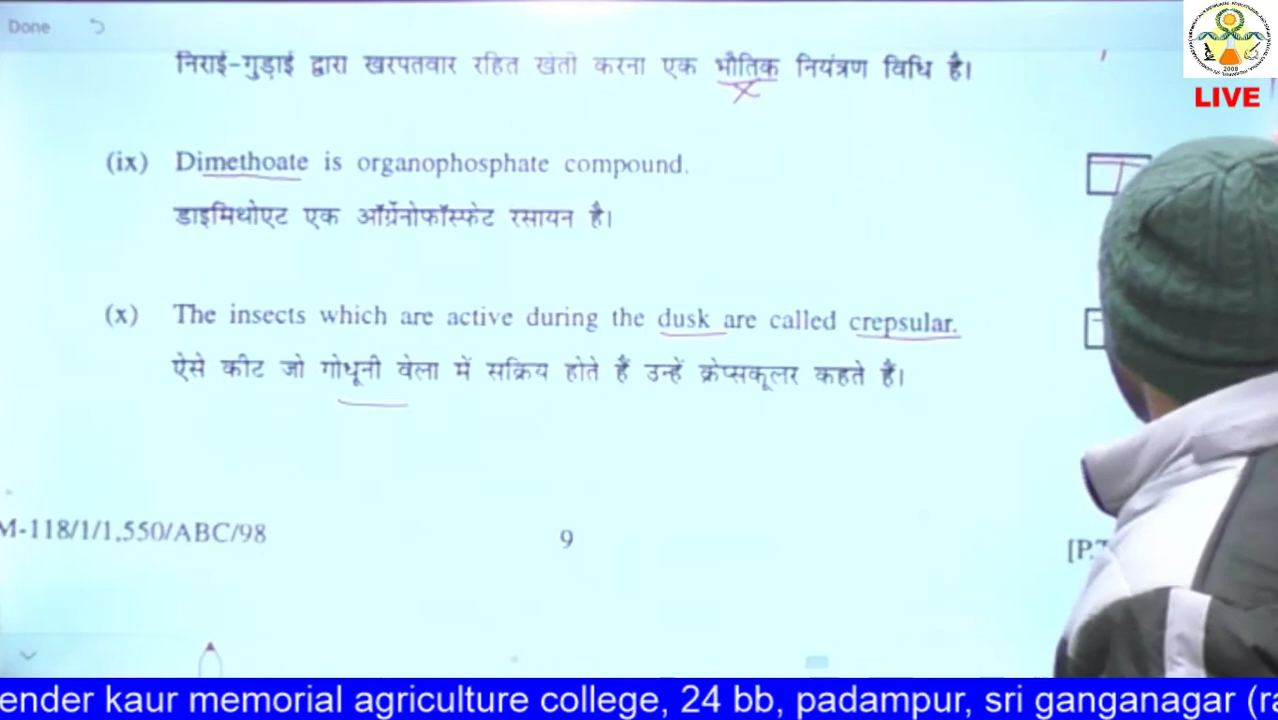 Done
2008
LIVE
निराई-गुड़ाई द्वारा खरपतवार रहित खेती करना एक भौतिक नियंत्रण विधि है।
(ix) Dimethoate is organophosphate compound.
T
डाइमिथोएट एक ऑर्ग्रेनोफॉस्फेट रसायन है।
(x) The insects which are active during the dusk are called crepsular.
ऐसे कीट जो गोधूनी वेला में सक्रिय होते हैं उन्हें क्रेप्सकूलर कहते हैं।
M-118/1/1,550/ABC/98 9 [P.T
ender kaur memorial agriculture college, 24 bb, padampur, sri ganganagar (ra